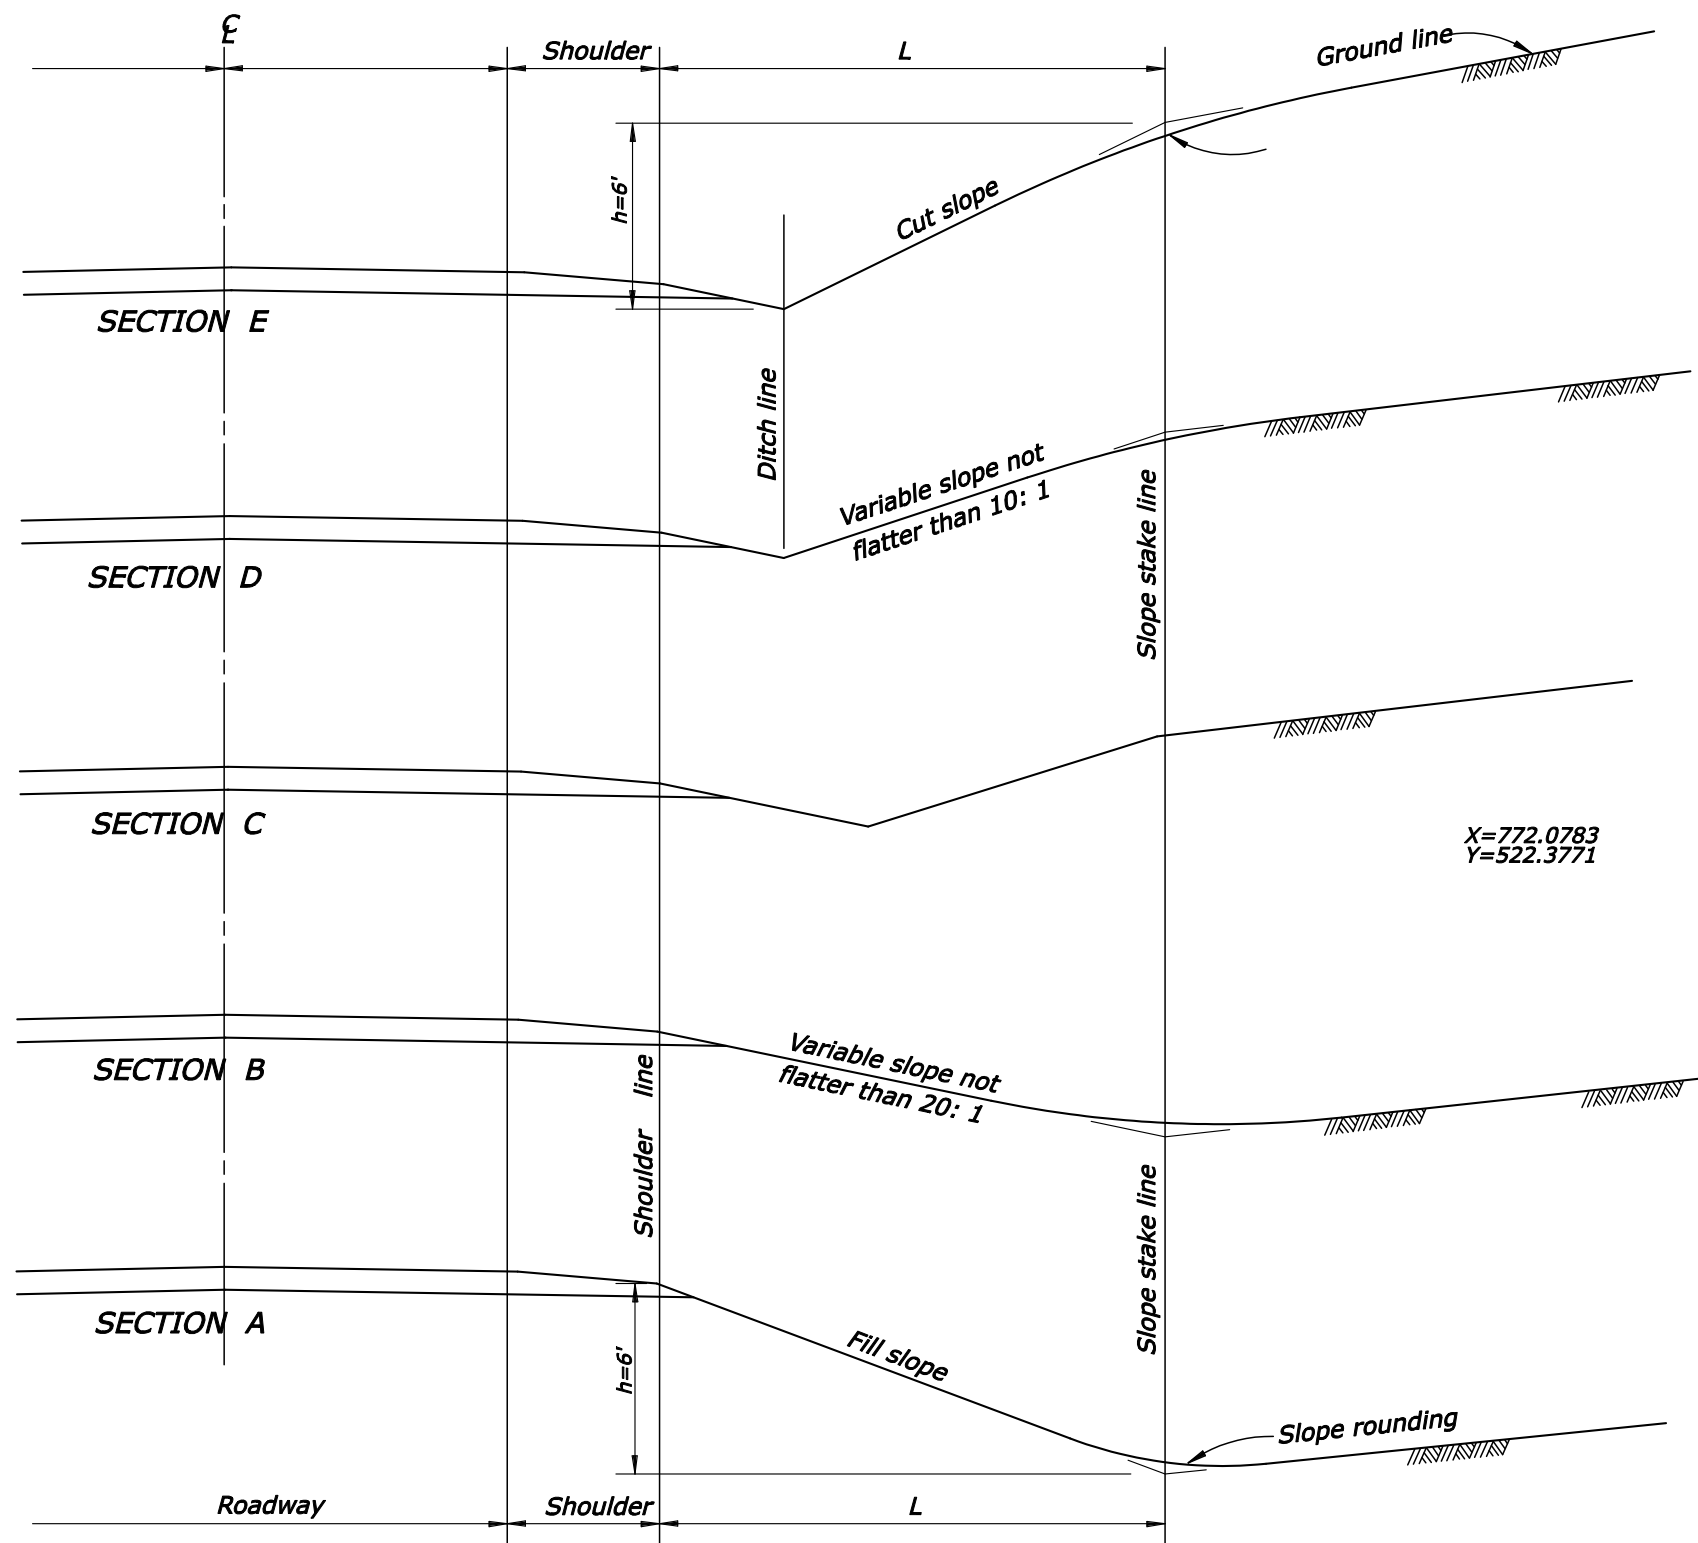 ℄
Shoulder
L
Ground line
h=6'
Cut slope
SECTION E
Ditch line
Variable slope not
flatter than 10: 1
Slope stake line
SECTION D
SECTION C
X=772.0783
Y=522.3771
Variable slope not
flatter than 20: 1
SECTION B
Shoulder line
Slope stake line
SECTION A
h=6'
Fill slope
Slope rounding
Roadway
Shoulder
L